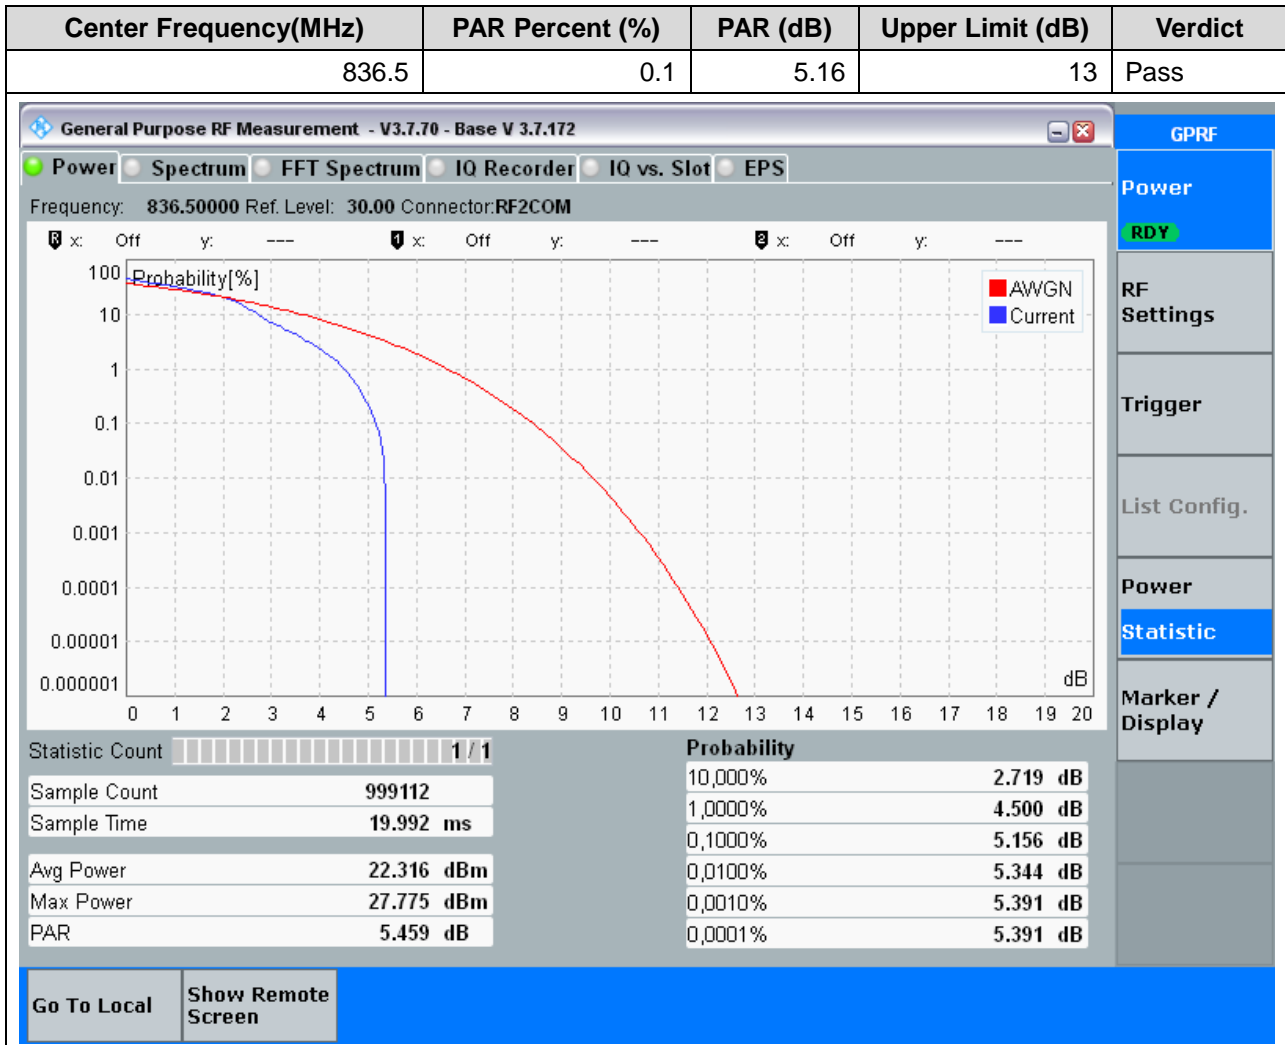 Center Frequency(MHz) PAR Percent (%) PAR (dB) Upper Limit (dB) Verdict
836.5 0.1 5.16 13 Pass
General Purpose RF Measurement - V3.7.70 - Base V 3.7.172
GPRF
Power Spectrum FFT Spectrum IQ Recorder IQ vs. Slot EPS
Power
RDY
Frequency: 836.50000 Ref. Level: 30.00 Connector:RF2COM
R x: Off y: --- 1 x: Off y: --- 2 x: Off y: ---
Probability[%]
AWGN
Current
100
10
1
0.1
0.01
0.001
0.0001
0.00001
0.000001
dB
0 1 2 3 4 5 6 7 8 9 10 11 12 13 14 15 16 17 18 19 20
RF
Settings
Trigger
List Config.
Power
Statistic
Marker /
Display
Statistic Count 1 / 1
Sample Count 999112
Sample Time 19.992 ms
Avg Power 22.316 dBm
Max Power 27.775 dBm
PAR 5.459 dB
Probability
10,000% 2.719 dB
1,0000% 4.500 dB
0,1000% 5.156 dB
0,0100% 5.344 dB
0,0010% 5.391 dB
0,0001% 5.391 dB
Go To Local
Show Remote
Screen